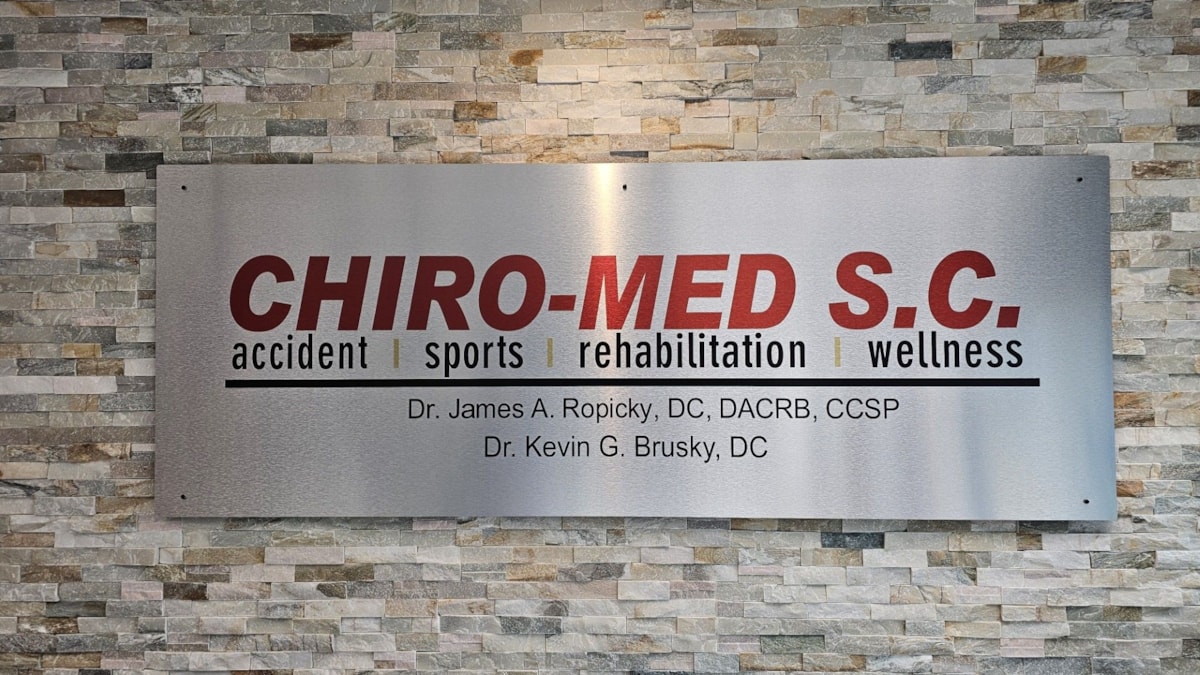 CHIRO-MED S.C.
accident | sports | rehabilitation | wellness
Dr. James A. Ropicky, DC, DACRB, CCSP
Dr. Kevin G. Brusky, DC